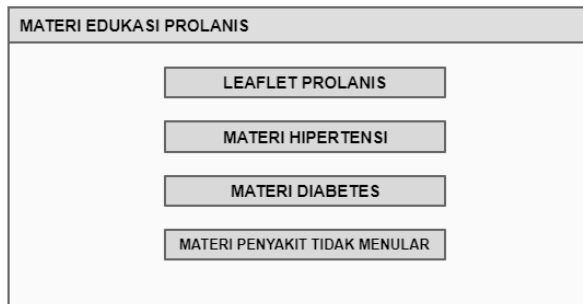 MATERI EDUKASI PROLANIS
LEAFLET PROLANIS
MATERI HIPERTENSI
MATERI DIABETES
MATERI PENYAKIT TIDAK MENULAR